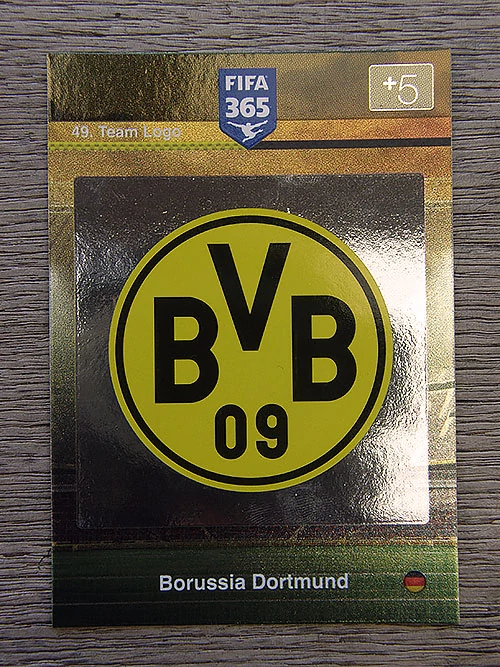 FIFA
365
+5
49. Team Logo
BVB
09
Borussia Dortmund